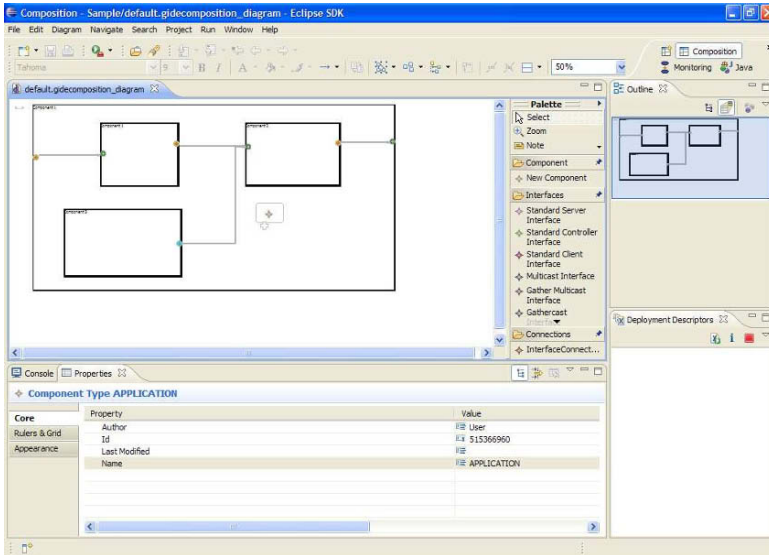 Composition - Sample/default.gidecomposition_diagram - Eclipse SDK
File Edit Diagram Navigate Search Project Run Window Help
Composition
Tahoma 9 B I A 50%
Monitoring Java
default.gidecomposition_diagram
Outline
Palette
Select
Zoom
Note
Component
New Component
Interfaces
Standard Server
Interface
Standard Controller
Interface
Standard Client
Interface
Multicast Interface
Gather Multicast
Interface
Gathercast
Connections
InterfaceConnect...
Deployment Descriptors
Console Properties
Component Type APPLICATION
Core
Rulers & Grid
Appearance
Property Value
Author User
Id 515366960
Last Modified
Name APPLICATION